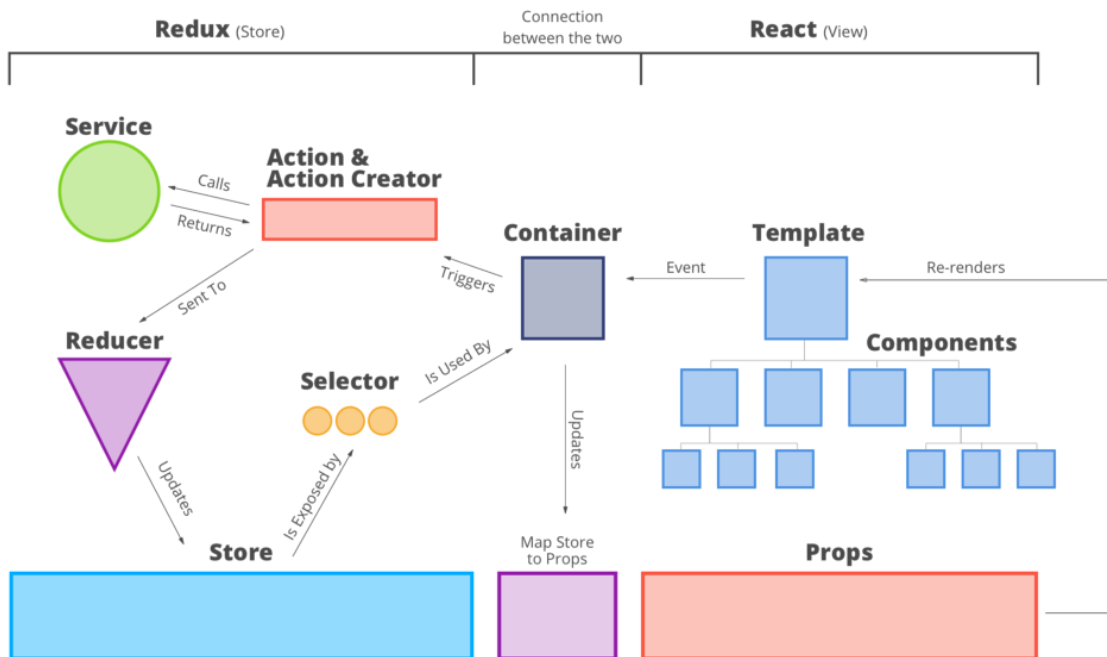 Redux (Store)
Connection
between the two
React (View)
Service
Action &
Action Creator
Calls
Returns
Container
Template
Triggers
Event
Re-renders
Sent To
Reducer
Components
Selector
Is Used By
Updates
Updates
Is Exposed by
Store
Map Store
to Props
Props